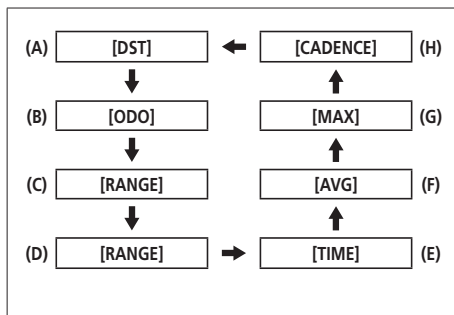 (A) [DST] [CADENCE] (H)
(B) [ODO] [MAX] (G)
(C) [RANGE] [AVG] (F)
(D) [RANGE] [TIME] (E)